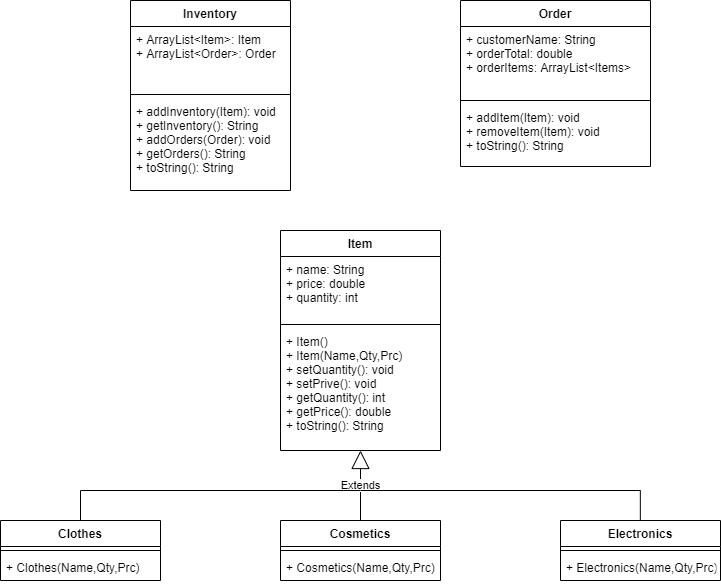 Inventory
+ ArrayList<Item>: Item
+ ArrayList<Order>: Order
+ addInventory(Item): void
+ getInventory(): String
+ addOrders(Order): void
+ getOrders(): String
+ toString(): String
Order
+ customerName: String
+ orderTotal: double
+ orderItems: ArrayList<Items>
+ addItem(Item): void
+ removeItem(Item): void
+ toString(): String
Item
+ name: String
+ price: double
+ quantity: int
+ Item()
+ Item(Name,Qty,Prc)
+ setQuantity(): void
+ setPrive(): void
+ getQuantity(): int
+ getPrice(): double
+ toString(): String
Extends
Clothes
+ Clothes(Name,Qty,Prc)
Cosmetics
+ Cosmetics(Name,Qty,Prc)
Electronics
+ Electronics(Name,Qty,Prc)